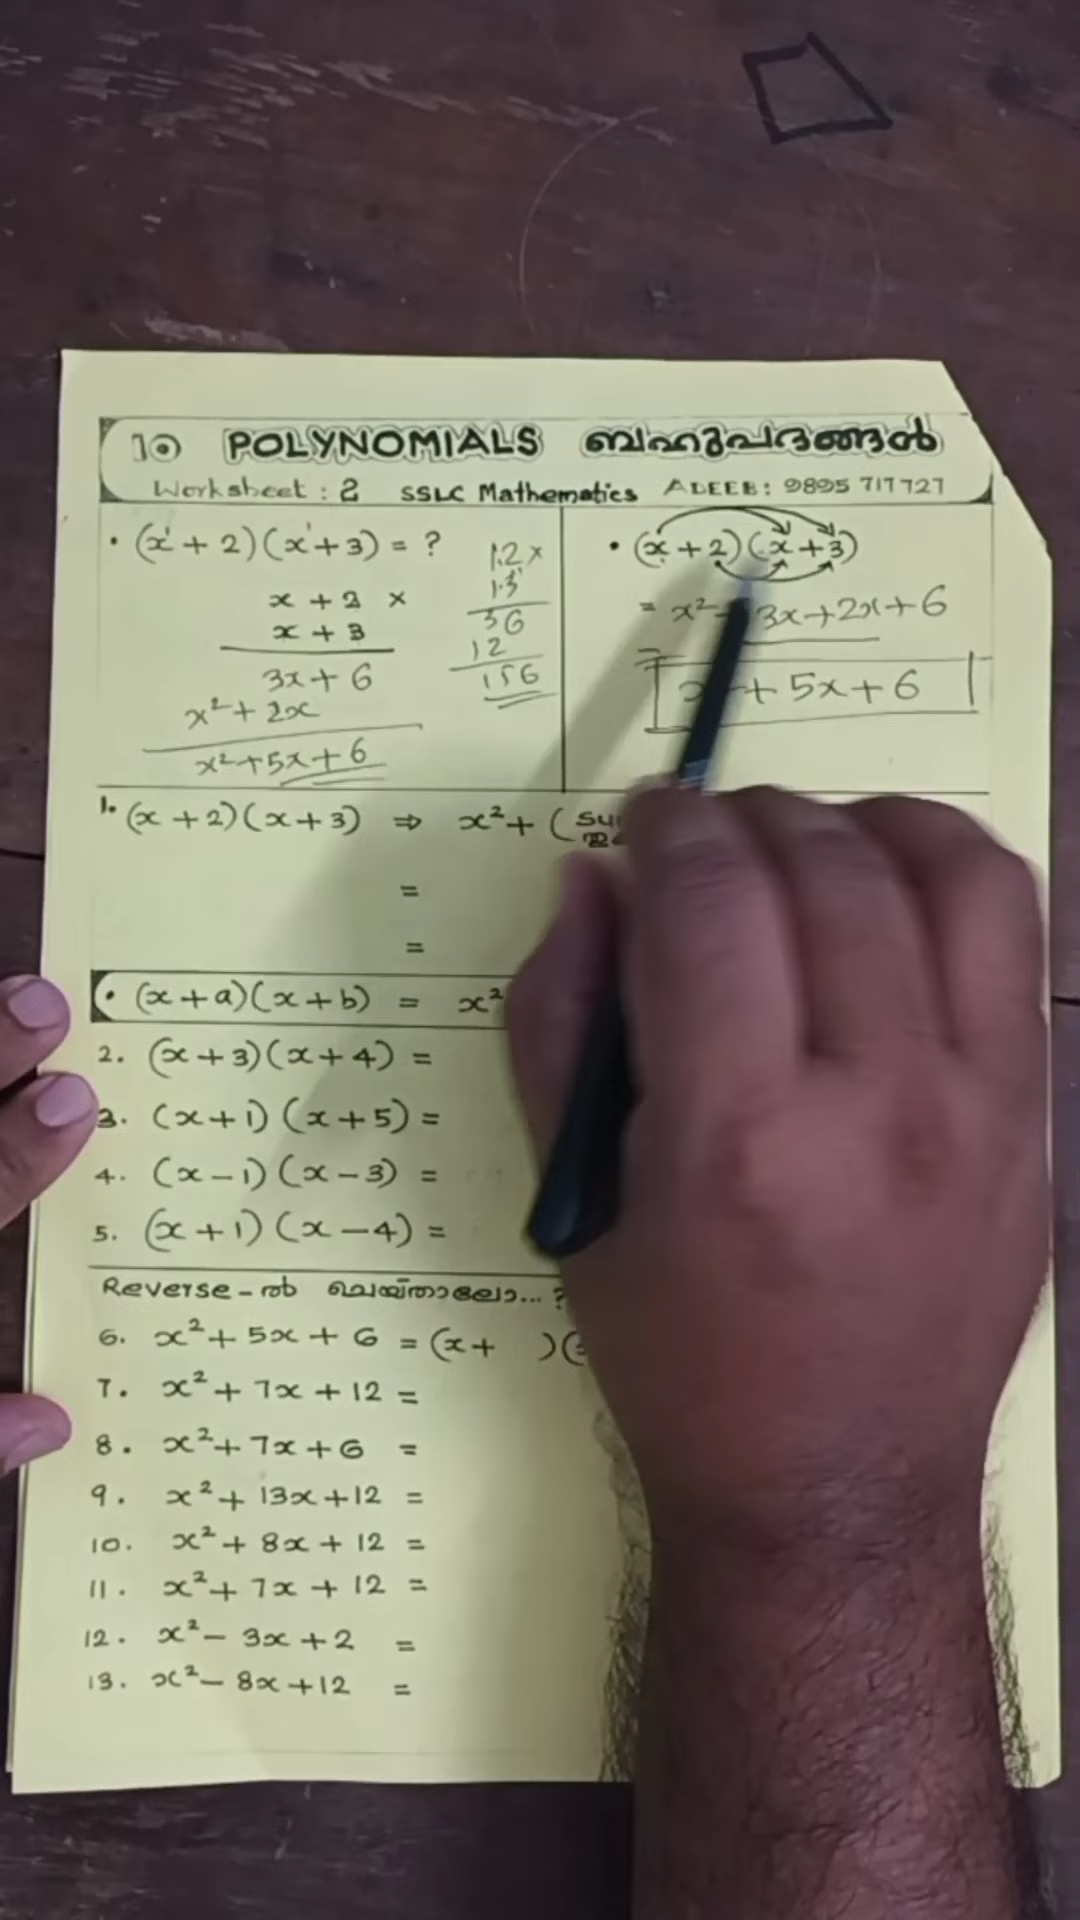 10 POLYNOMIALS ബഹുപദങ്ങൾ
Worksheet : 2 SSLC Mathematics ADEEB: 9895 717727
• (x + 2)(x + 3) = ?
x + 2 ×
x + 3
3x + 6
x² + 2x
x² + 5x + 6
12 ×
13
36
12
156
• (x + 2)(x + 3)
= x² + 3x + 2x + 6
= x² + 5x + 6
1. (x + 2)(x + 3) ⇒ x² + (
=
=
• (x + a)(x + b) = x²
2. (x + 3)(x + 4) =
3. (x + 1)(x + 5) =
4. (x - 1)(x - 3) =
5. (x + 1)(x - 4) =
Reverse - ൽ ചെയ്താലോ... ?
6. x² + 5x + 6 = (x + )(
7. x² + 7x + 12 =
8. x² + 7x + 6 =
9. x² + 13x + 12 =
10. x² + 8x + 12 =
11. x² + 7x + 12 =
12. x² - 3x + 2 =
13. x² - 8x + 12 =